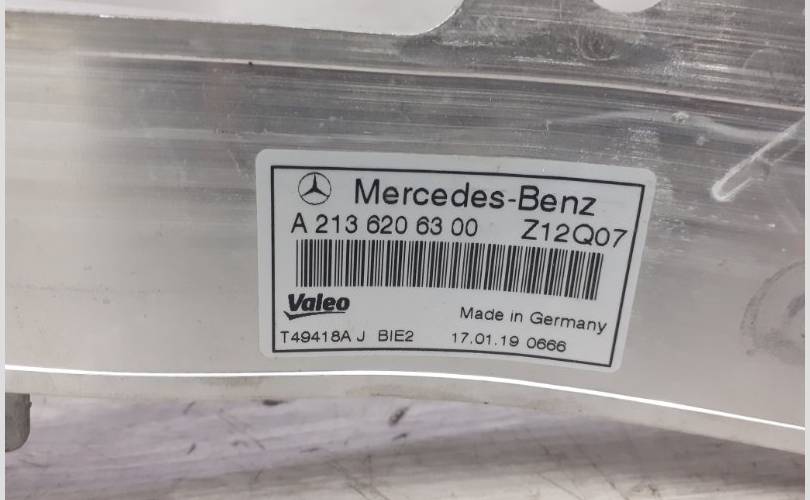 Mercedes-Benz
A 213 620 63 00 Z12Q07
Valeo
Made in Germany
T49418A J BIE2 17.01.19 0666